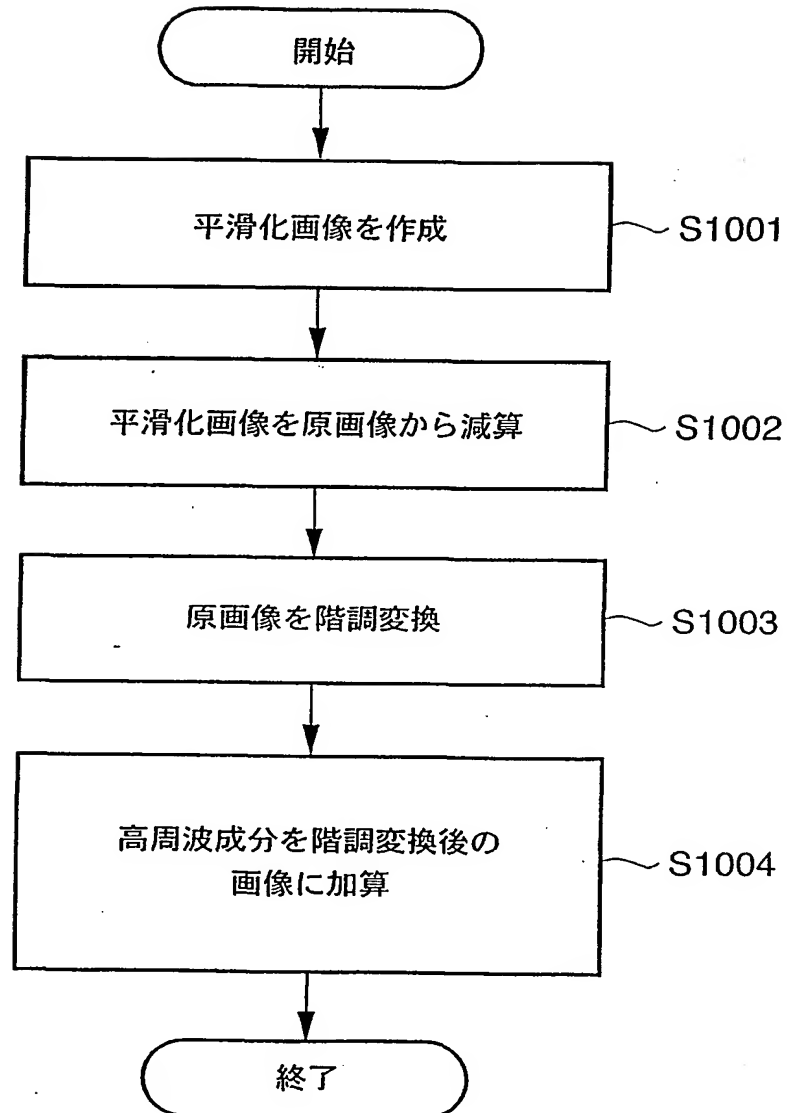 開始
平滑化画像を作成
S1001
平滑化画像を原画像から減算
S1002
原画像を階調変換
S1003
高周波成分を階調変換後の
画像に加算
S1004
終了